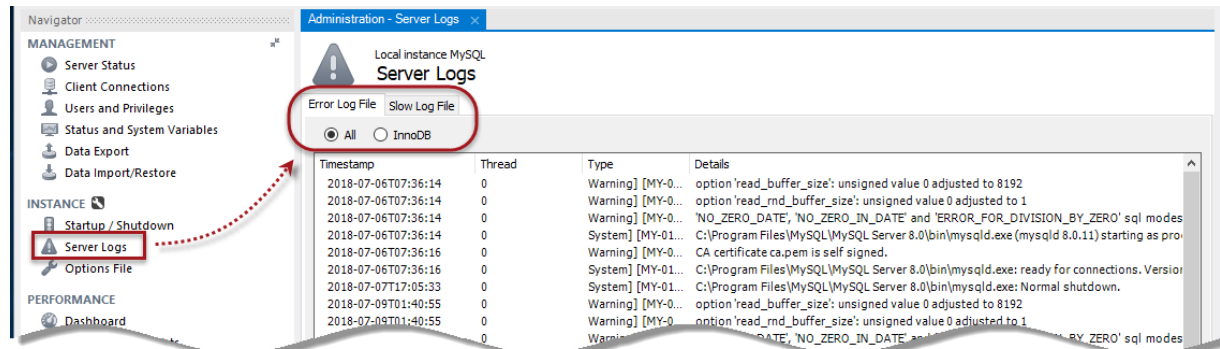 Navigator
MANAGEMENT
Server Status
Client Connections
Users and Privileges
Status and System Variables
Data Export
Data Import/Restore
INSTANCE
Startup / Shutdown
Server Logs
Options File
PERFORMANCE
Dashboard
Administration - Server Logs ×
Local instance MySQL
Server Logs
Error Log File Slow Log File
All InnoDB
Timestamp Thread Type Details
2018-07-06T07:36:14 0 Warning] [MY-0... option 'read_buffer_size': unsigned value 0 adjusted to 8192
2018-07-06T07:36:14 0 Warning] [MY-0... option 'read_rnd_buffer_size': unsigned value 0 adjusted to 1
2018-07-06T07:36:14 0 Warning] [MY-0... 'NO_ZERO_DATE', 'NO_ZERO_IN_DATE' and 'ERROR_FOR_DIVISION_BY_ZERO' sql modes
2018-07-06T07:36:14 0 System] [MY-01... C:\Program Files\MySQL\MySQL Server 8.0\bin\mysqld.exe (mysqld 8.0.11) starting as pro
2018-07-06T07:36:16 0 Warning] [MY-0... CA certificate ca.pem is self signed.
2018-07-06T07:36:16 0 System] [MY-01... C:\Program Files\MySQL\MySQL Server 8.0\bin\mysqld.exe: ready for connections. Version
2018-07-07T17:05:33 0 System] [MY-01... C:\Program Files\MySQL\MySQL Server 8.0\bin\mysqld.exe: Normal shutdown.
2018-07-09T01:40:55 0 Warning] [MY-0... option 'read_buffer_size': unsigned value 0 adjusted to 8192
2018-07-09T01:40:55 0 Warning] [MY-0 option 'read_rnd_buffer_size': unsigned value 0 adjusted to 1
0 BY_ZERO' sql modes